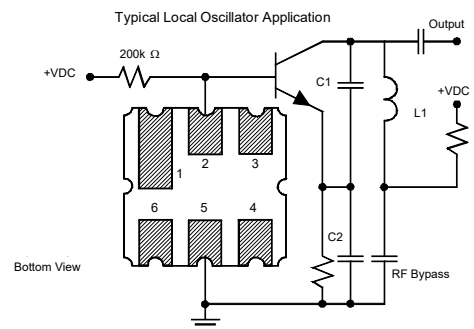 Typical Local Oscillator Application
Output
200k Ω
+VDC
C1
+VDC
L1
2
3
1
6
5
4
C2
Bottom View
RF Bypass